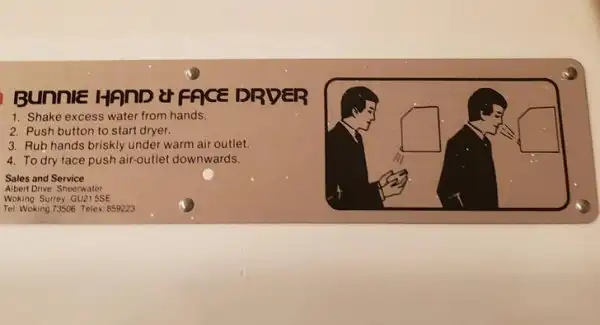 BUNNIE HAND & FACE DRYER
1. Shake excess water from hands.
2. Push button to start dryer.
3. Rub hands briskly under warm air outlet.
4. To dry face push air-outlet downwards.
Sales and Service
Albert Drive Sheerwater
Woking Surrey GU21 5SE
Tel: Woking 73506 Telex: 859223